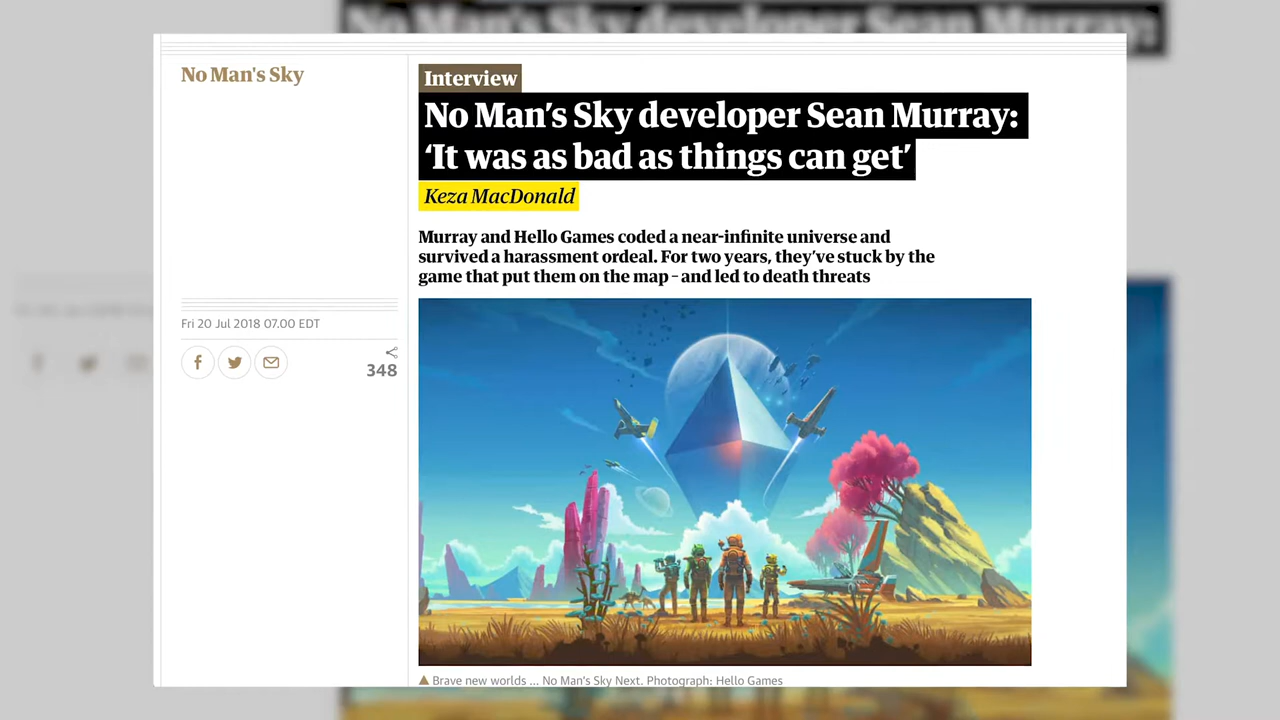 No Man's Sky developer Sean Murray:
No Man's Sky
Interview
No Man’s Sky developer Sean Murray:
‘It was as bad as things can get’
Keza MacDonald
Murray and Hello Games coded a near-infinite universe and
survived a harassment ordeal. For two years, they’ve stuck by the
game that put them on the map – and led to death threats
Fri 20 Jul 2018 07.00 EDT
348
Brave new worlds ... No Man’s Sky Next. Photograph: Hello Games